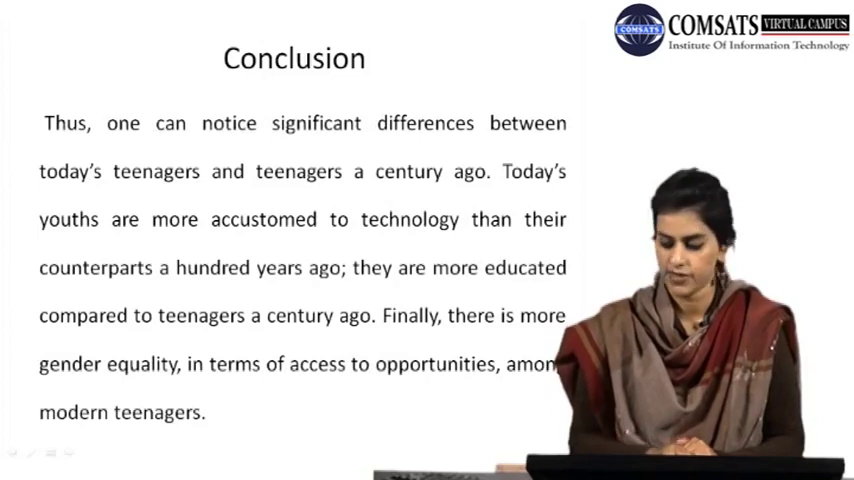 COMSATS
COMSATS VIRTUAL CAMPUS
Institute Of Information Technology
Conclusion
Thus, one can notice significant differences between
today's teenagers and teenagers a century ago. Today's
youths are more accustomed to technology than their
counterparts a hundred years ago; they are more educated
compared to teenagers a century ago. Finally, there is more
gender equality, in terms of access to opportunities,
modern teenagers.